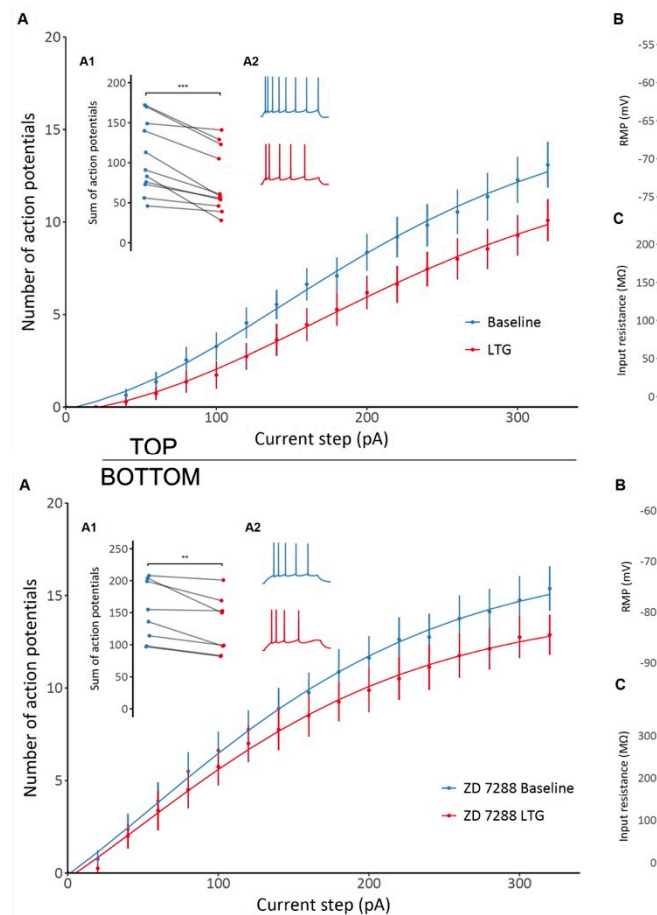 A
B
20
15
10
5
0
Number of action potentials
A1
A2
200
150
100
50
0
Sum of action potentials
***
Baseline
LTG
100
200
300
Current step (pA)
-55
-60
-65
-70
-75
RMP (mV)
C
200
150
100
50
0
Input resistance (MΩ)
TOP
BOTTOM
A
B
20
15
10
5
0
Number of action potentials
A1
A2
250
200
150
100
50
0
Sum of action potentials
**
ZD 7288 Baseline
ZD 7288 LTG
0
100
200
300
Current step (pA)
-60
-70
-80
-90
RMP (mV)
C
300
200
100
0
Input resistance (MΩ)